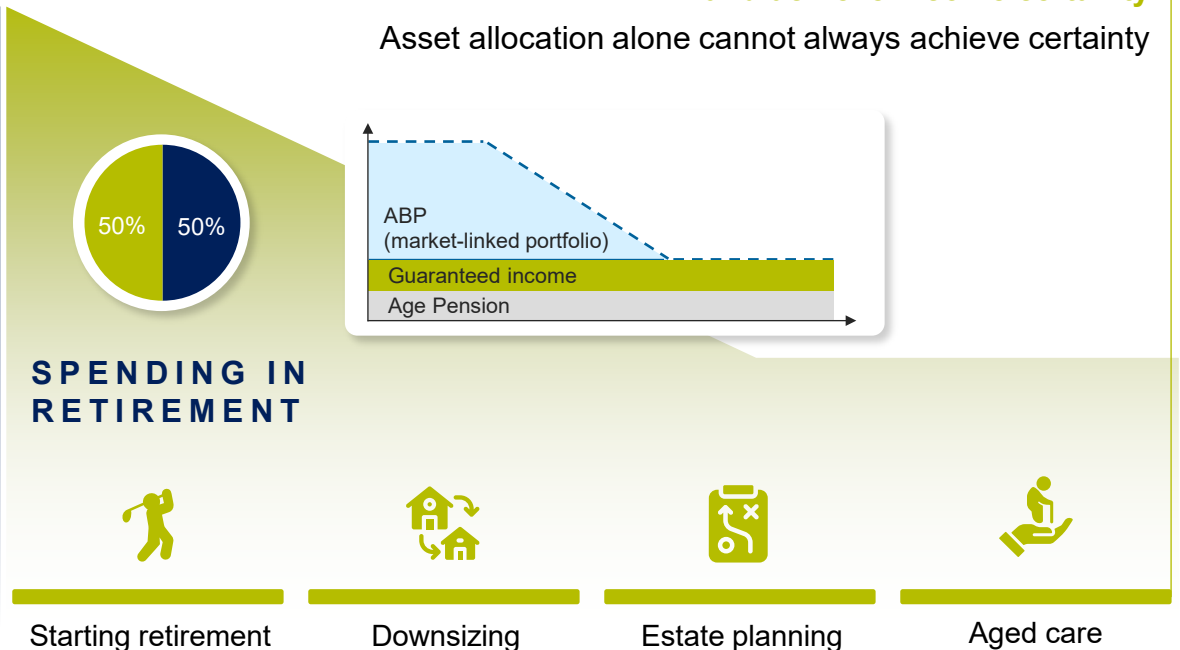 Asset allocation alone cannot always achieve certainty
50%
50%
ABP
(market-linked portfolio)
Guaranteed income
Age Pension
SPENDING IN
RETIREMENT
Starting retirement
Downsizing
Estate planning
Aged care